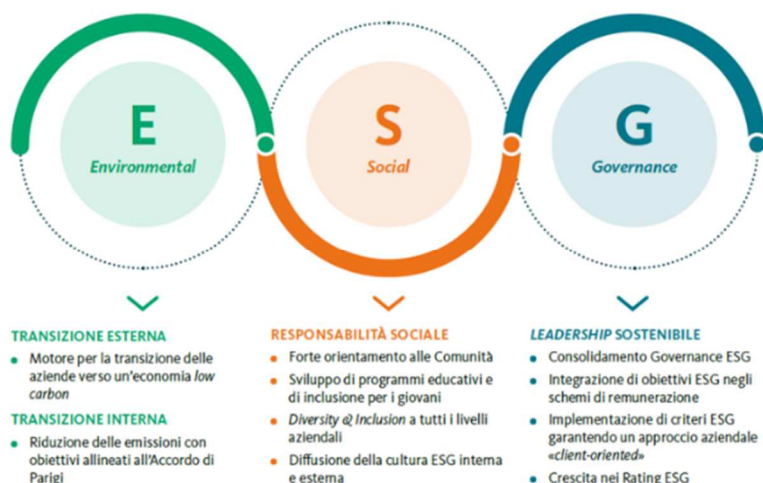 E
Environmental
S
Social
G
Governance
TRANSIZIONE ESTERNA
• Motore per la transizione delle
aziende verso un'economia low
carbon
TRANSIZIONE INTERNA
• Riduzione delle emissioni con
obiettivi allineati all'Accordo di
Parigi
RESPONSABILITÀ SOCIALE
• Forte orientamento alle Comunità
• Sviluppo di programmi educativi e
di inclusione per i giovani
• Diversity & Inclusion a tutti i livelli
aziendali
• Diffusione della cultura ESG interna
e esterna
LEADERSHIP SOSTENIBILE
• Consolidamento Governance ESG
• Integrazione di obiettivi ESG negli
schemi di remunerazione
• Implementazione di criteri ESG
garantendo un approccio aziendale
«client-oriented»
• Crescita nei Rating ESG